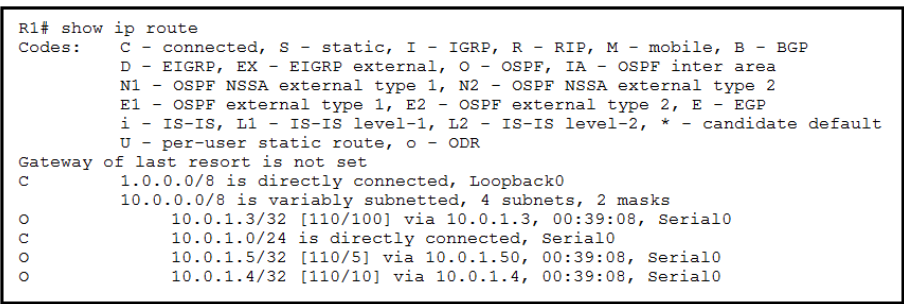 R1# show ip route
Codes: C – connected, S – static, I – IGRP, R – RIP, M – mobile, B – BGP
D – EIGRP, EX – EIGRP external, O – OSPF, IA – OSPF inter area
N1 – OSPF NSSA external type 1, N2 – OSPF NSSA external type 2
E1 – OSPF external type 1, E2 – OSPF external type 2, E – EGP
i – IS-IS, L1 – IS-IS level-1, L2 – IS-IS level-2, * – candidate default
U – per-user static route, o – ODR
Gateway of last resort is not set
C 1.0.0.0/8 is directly connected, Loopback0
10.0.0.0/8 is variably subnetted, 4 subnets, 2 masks
O 10.0.1.3/32 [110/100] via 10.0.1.3, 00:39:08, Serial0
C 10.0.1.0/24 is directly connected, Serial0
O 10.0.1.5/32 [110/5] via 10.0.1.50, 00:39:08, Serial0
O 10.0.1.4/32 [110/10] via 10.0.1.4, 00:39:08, Serial0